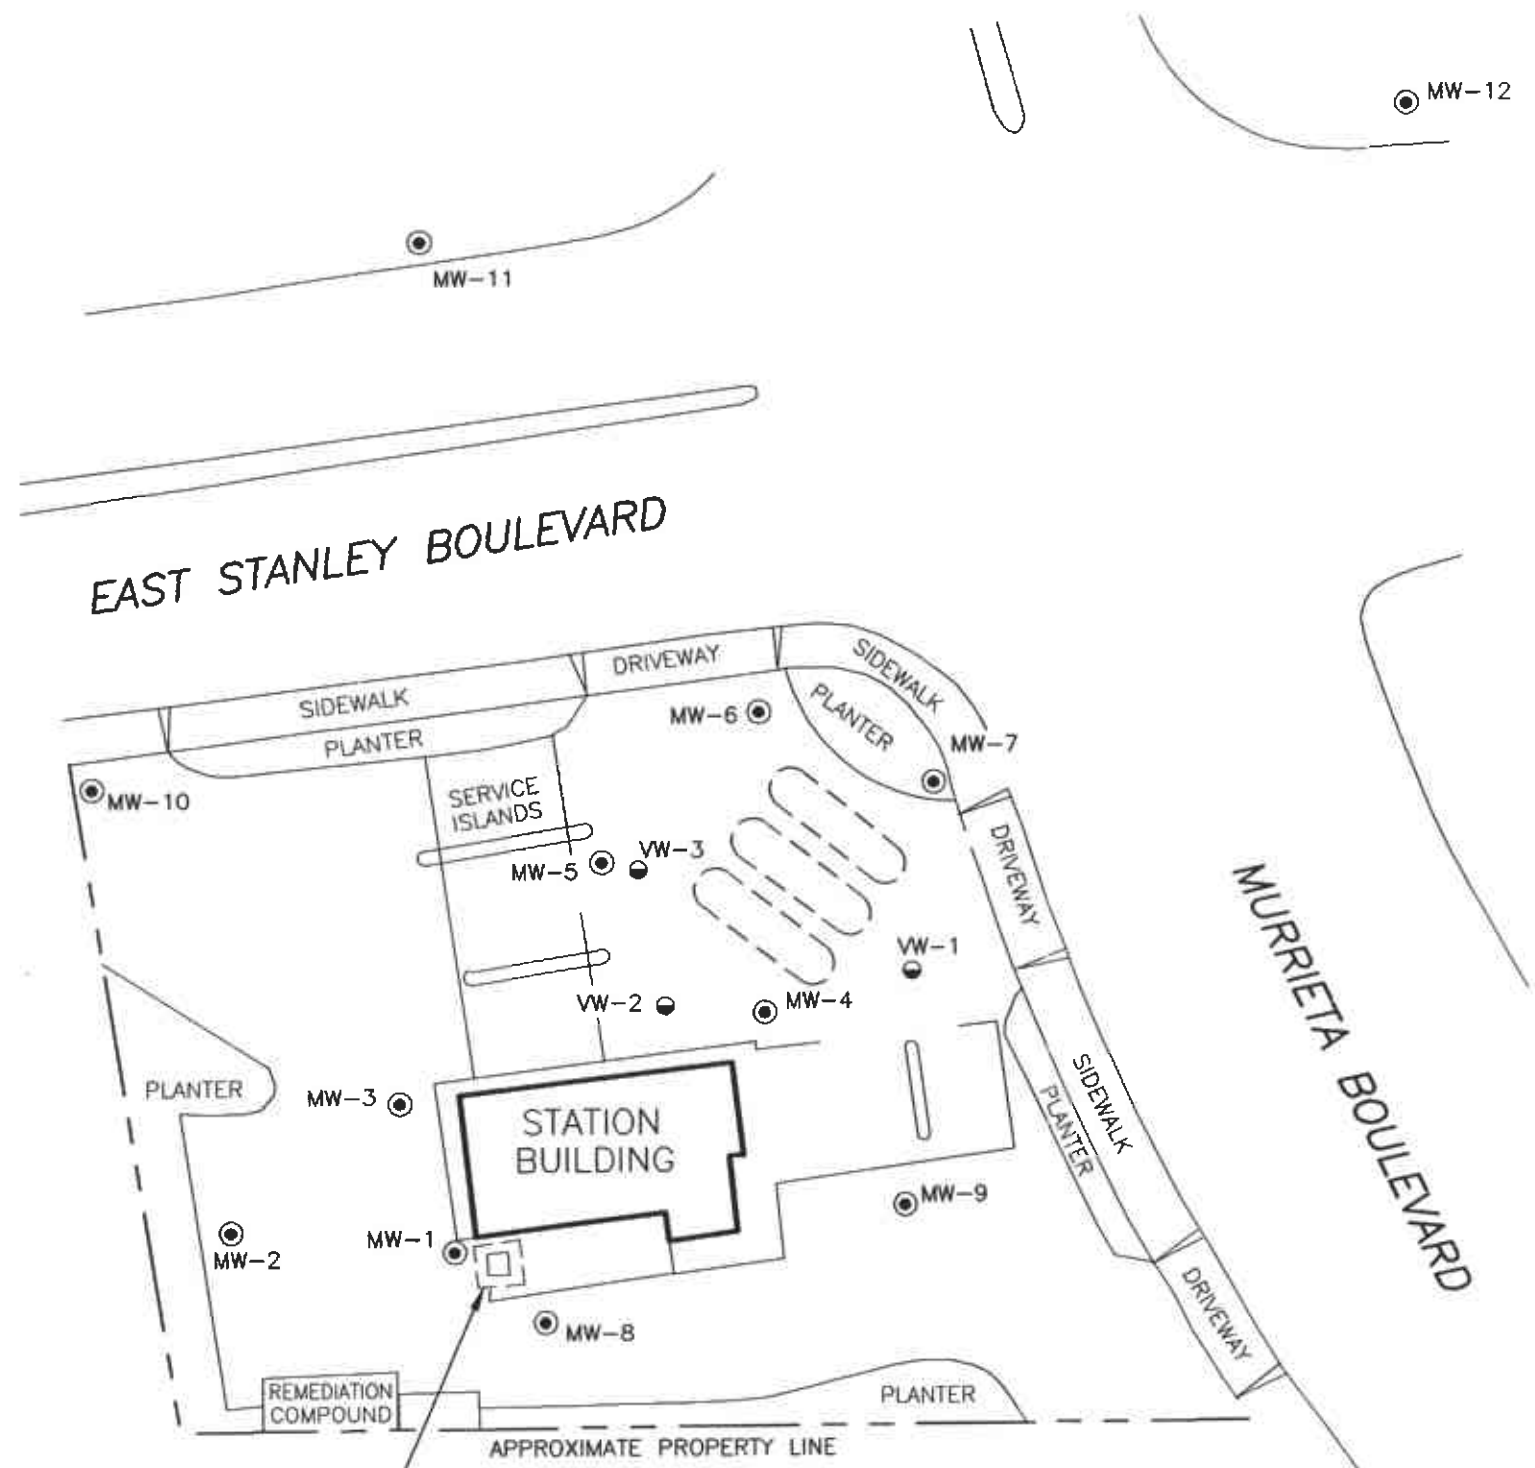 MW-12
MW-11
EAST STANLEY BOULEVARD
SIDEWALK
DRIVEWAY
SIDEWALK
PLANTER
PLANTER
MW-6
MW-7
MW-10
SERVICE
ISLANDS
MW-5
VW-3
DRIVEWAY
VW-1
VW-2
MW-4
MURRIETA BOULEVARD
PLANTER
MW-3
STATION
BUILDING
SIDEWALK
PLANTER
MW-9
MW-1
MW-2
DRIVEWAY
MW-8
REMEDIATION
COMPOUND
PLANTER
APPROXIMATE PROPERTY LINE